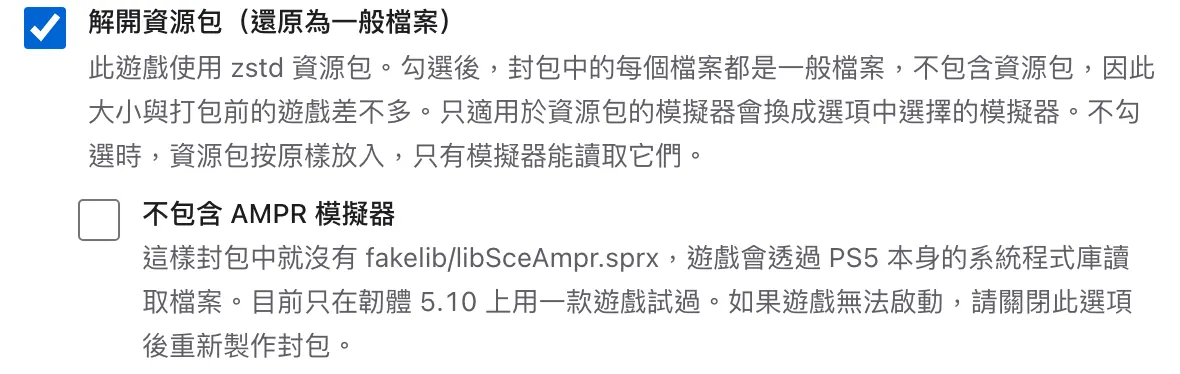 解開資源包（還原為一般檔案）
此遊戲使用 zstd 資源包。勾選後，封包中的每個檔案都是一般檔案，不包含資源包，因此
大小與打包前的遊戲差不多。只適用於資源包的模擬器會換成選項中選擇的模擬器。不勾
選時，資源包按原樣放入，只有模擬器能讀取它們。
不包含 AMPR 模擬器
這樣封包中就沒有 fakelib/libSceAmpr.sprx，遊戲會透過 PS5 本身的系統程式庫讀
取檔案。目前只在韌體 5.10 上用一款遊戲試過。如果遊戲無法啟動，請關閉此選項
後重新製作封包。